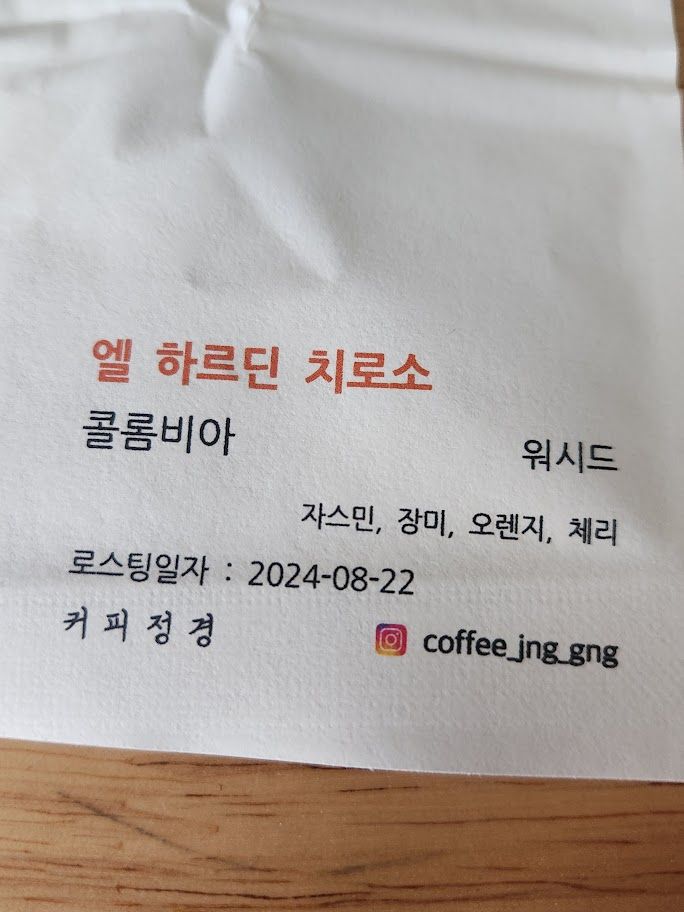 엘 하르딘 치로소
콜롬비아 워시드
자스민, 장미, 오렌지, 체리
로스팅일자 : 2024-08-22
커피정경 coffee_jng_gng